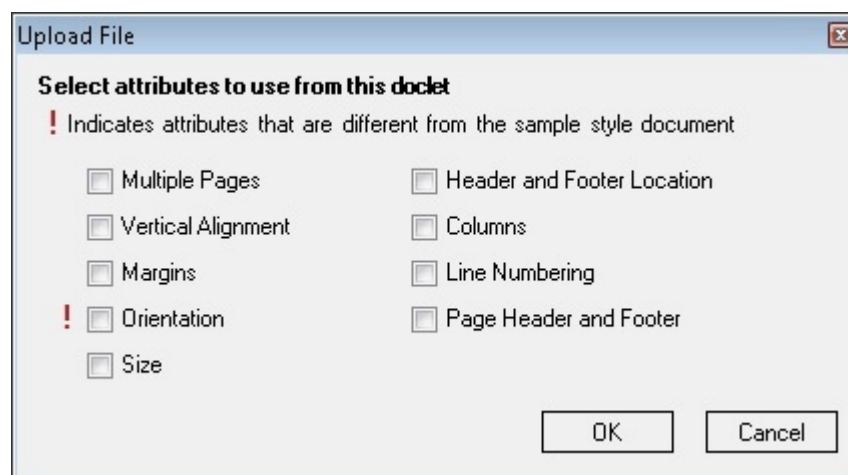 Upload File
Select attributes to use from this doclet
! Indicates attributes that are different from the sample style document
Multiple Pages
Header and Footer Location
Vertical Alignment
Columns
Margins
Line Numbering
! Orientation
Page Header and Footer
Size
OK
Cancel